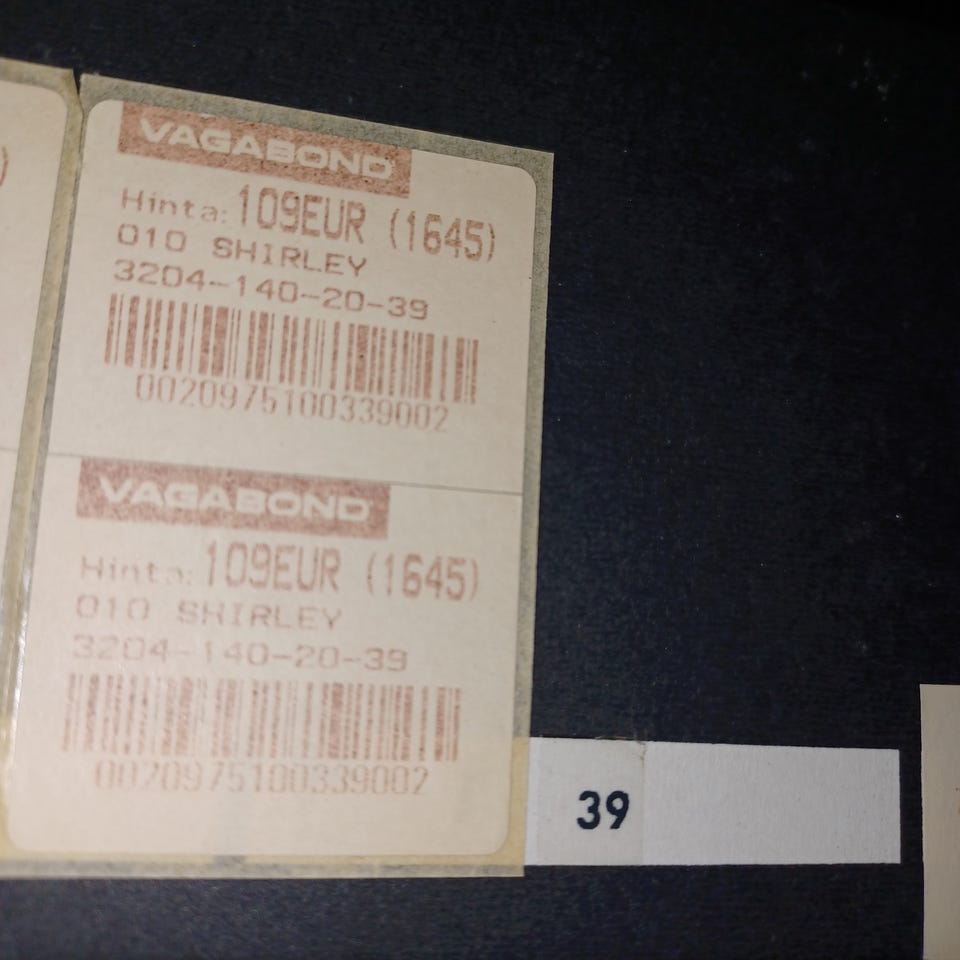 VAGABOND
Hinta: 109EUR (1645)
010 SHIRLEY
3204-140-20-39
0020975100339002
VAGABOND
Hinta: 109EUR (1645)
010 SHIRLEY
3204-140-20-39
0020975100339002
39